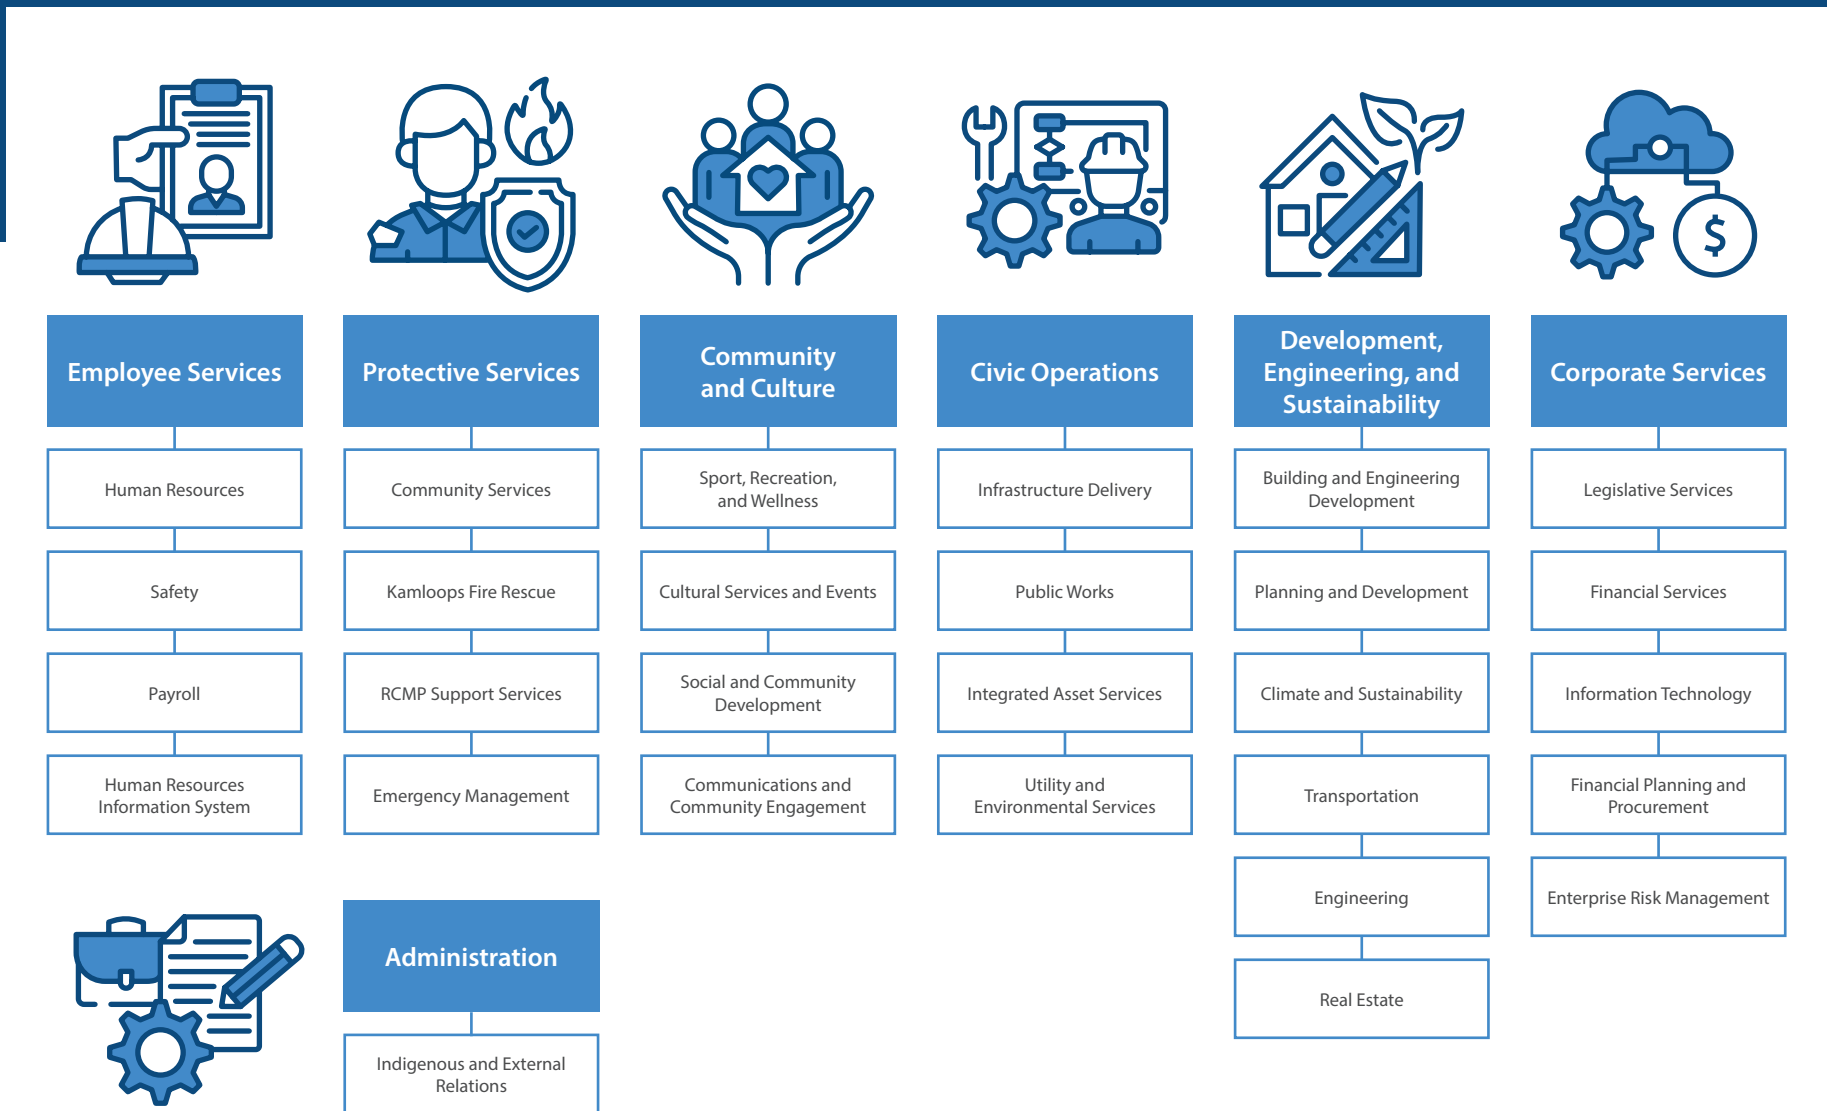 Employee Services
Human Resources
Safety
Payroll
Human Resources
Information System
Protective Services
Community Services
Kamloops Fire Rescue
RCMP Support Services
Emergency Management
Community
and Culture
Sport, Recreation,
and Wellness
Cultural Services and Events
Social and Community
Development
Communications and
Community Engagement
Civic Operations
Infrastructure Delivery
Public Works
Integrated Asset Services
Utility and
Environmental Services
Development,
Engineering, and
Sustainability
Building and Engineering
Development
Planning and Development
Climate and Sustainability
Transportation
Engineering
Real Estate
$
Corporate Services
Legislative Services
Financial Services
Information Technology
Financial Planning and
Procurement
Enterprise Risk Management
Administration
Indigenous and External
Relations